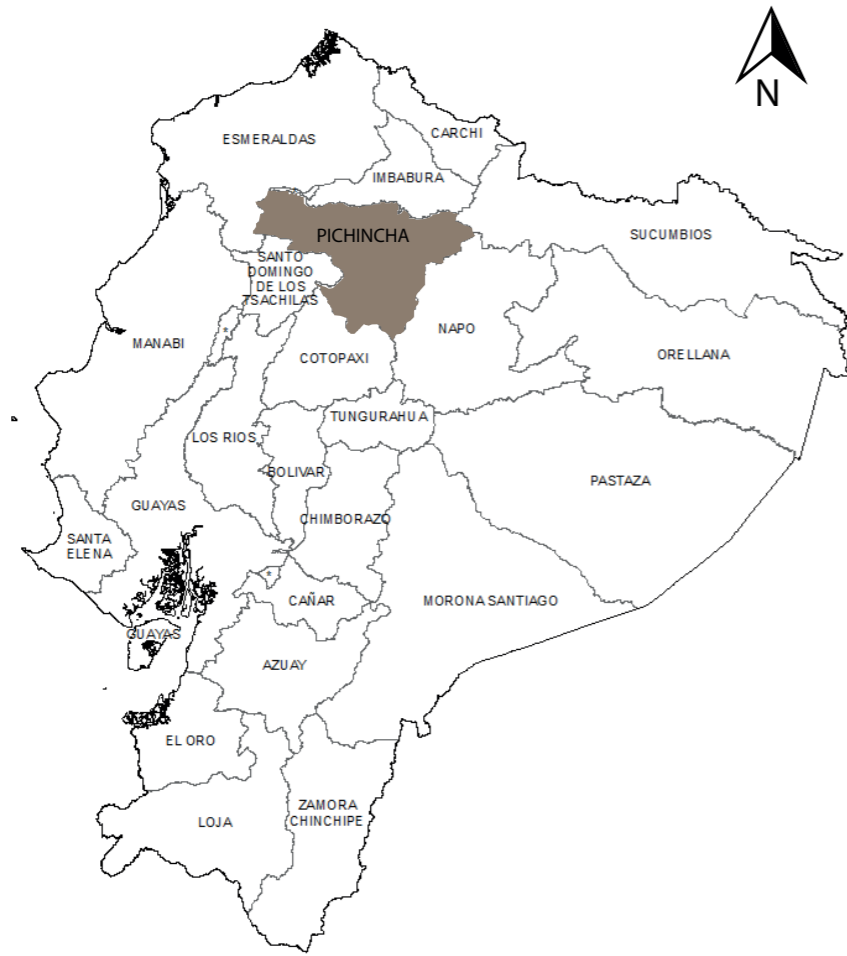 N
CARCHI
ESMERALDAS
IMBABURA
PICHINCHA
SUCUMBIOS
SANTO
DOMINGO
DE LOS
TSACHILAS
*
MANABI
NAPO
COTOPAXI
ORELLANA
TUNGURAHUA
LOS RIOS
BOLIVAR
PASTAZA
GUAYAS
CHIMBORAZO
SANTA
ELENA
*
CAÑAR
MORONA SANTIAGO
GUAYAS
AZUAY
EL ORO
ZAMORA
CHINCHIPE
LOJA